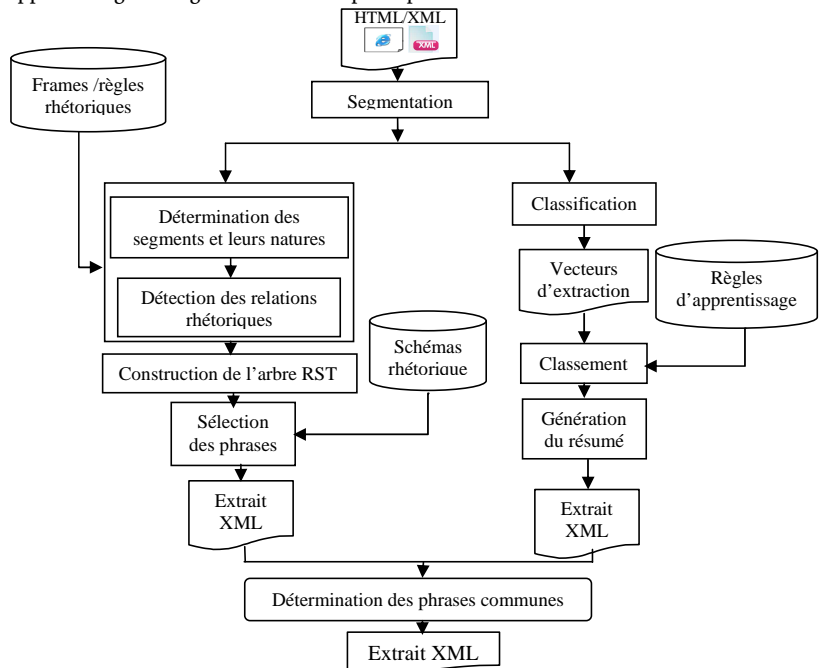 HTML/XML
XML
Frames /règles
rhétoriques
Segmentation
Détermination des
segments et leurs natures
Détection des relations
rhétoriques
Construction de l'arbre RST
Sélection
des phrases
Schémas
rhétorique
Extrait
XML
Classification
Vecteurs
d'extraction
Règles
d'apprentissage
Classement
Génération
du résumé
Extrait
XML
Détermination des phrases communes
Extrait XML